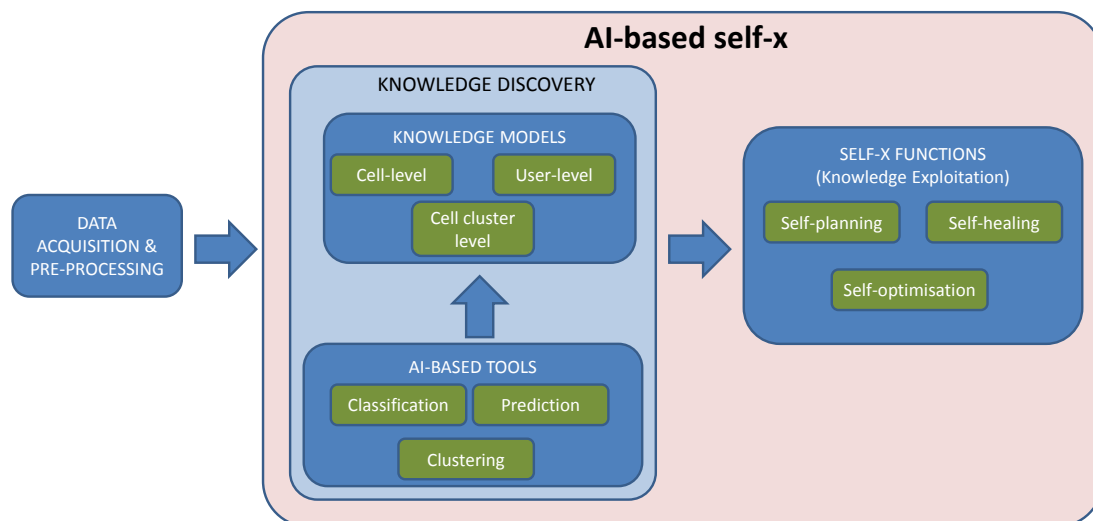 AI-based self-x
KNOWLEDGE DISCOVERY
KNOWLEDGE MODELS
Cell-level
User-level
Cell cluster
level
DATA
ACQUISITION &
PRE-PROCESSING
SELF-X FUNCTIONS
(Knowledge Exploitation)
Self-planning
Self-healing
Self-optimisation
AI-BASED TOOLS
Classification
Prediction
Clustering